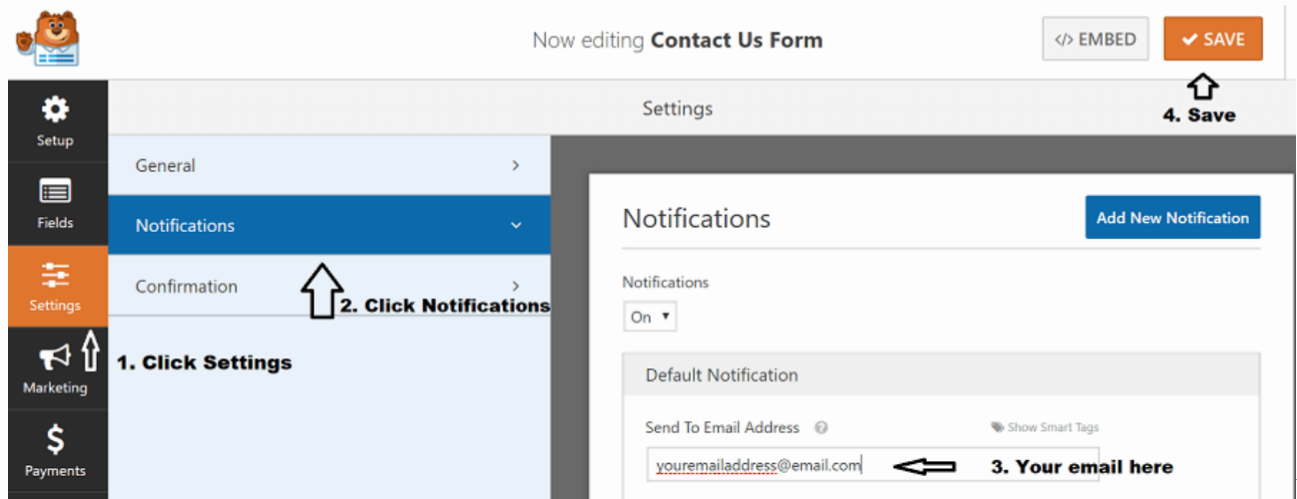 Now editing Contact Us Form
</> EMBED
SAVE
Settings
4. Save
Setup
General
Fields
Notifications
Notifications
Add New Notification
Settings
Confirmation
2. Click Notifications
Notifications
On
1. Click Settings
Marketing
Default Notification
Send To Email Address
Show Smart Tags
Payments
youremailaddress@email.com
3. Your email here